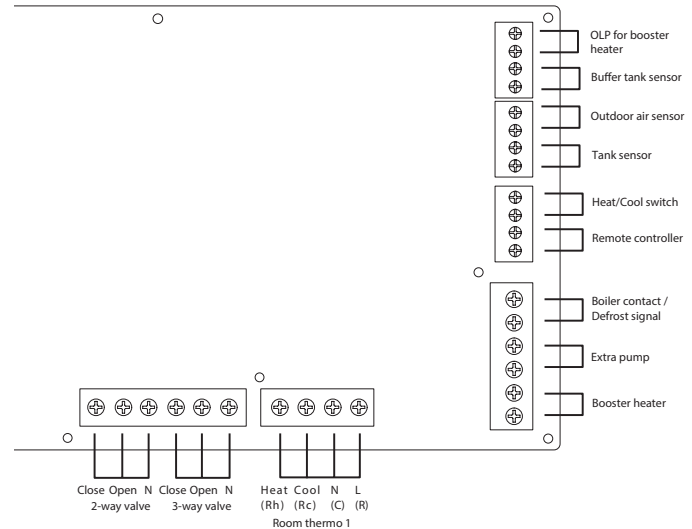 OLP for booster
heater
Buffer tank sensor
Outdoor air sensor
Tank sensor
Heat/Cool switch
Remote controller
Boiler contact /
Defrost signal
Extra pump
Booster heater
Close Open N Close Open N
2-way valve 3-way valve
Heat Cool N L
(Rh) (Rc) (C) (R)
Room thermo 1